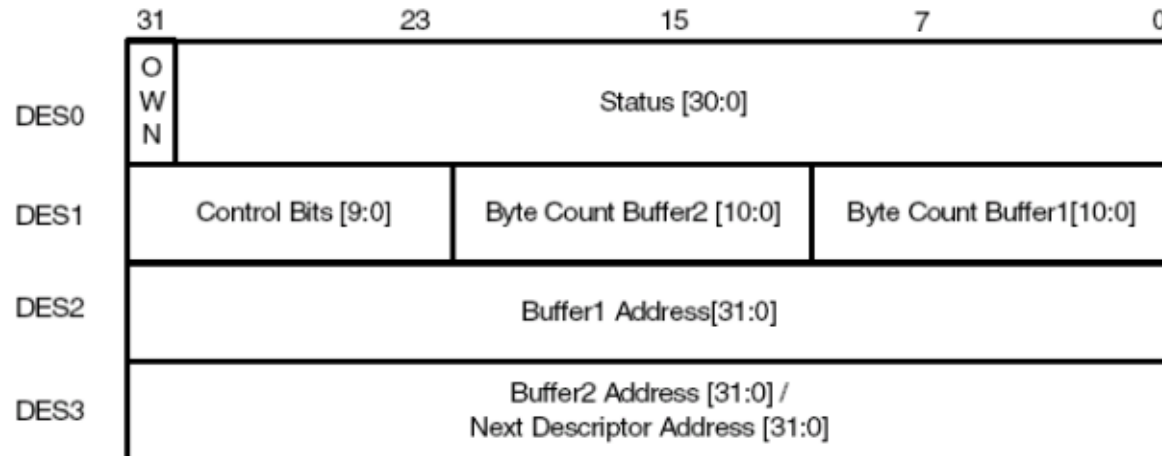 31 23 15 7 0
OWN
DES0 Status [30:0]
DES1 Control Bits [9:0] Byte Count Buffer2 [10:0] Byte Count Buffer1[10:0]
DES2 Buffer1 Address[31:0]
DES3 Buffer2 Address [31:0] /
Next Descriptor Address [31:0]